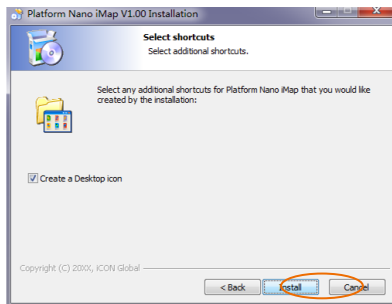 Platform Nano iMap V1.00 Installation
Select shortcuts
Select additional shortcuts.
Select any additional shortcuts for Platform Nano iMap that you would like
created by the installation:
Create a Desktop icon
Copyright (C) 20XX, iCON Global
< Back Install Cancel